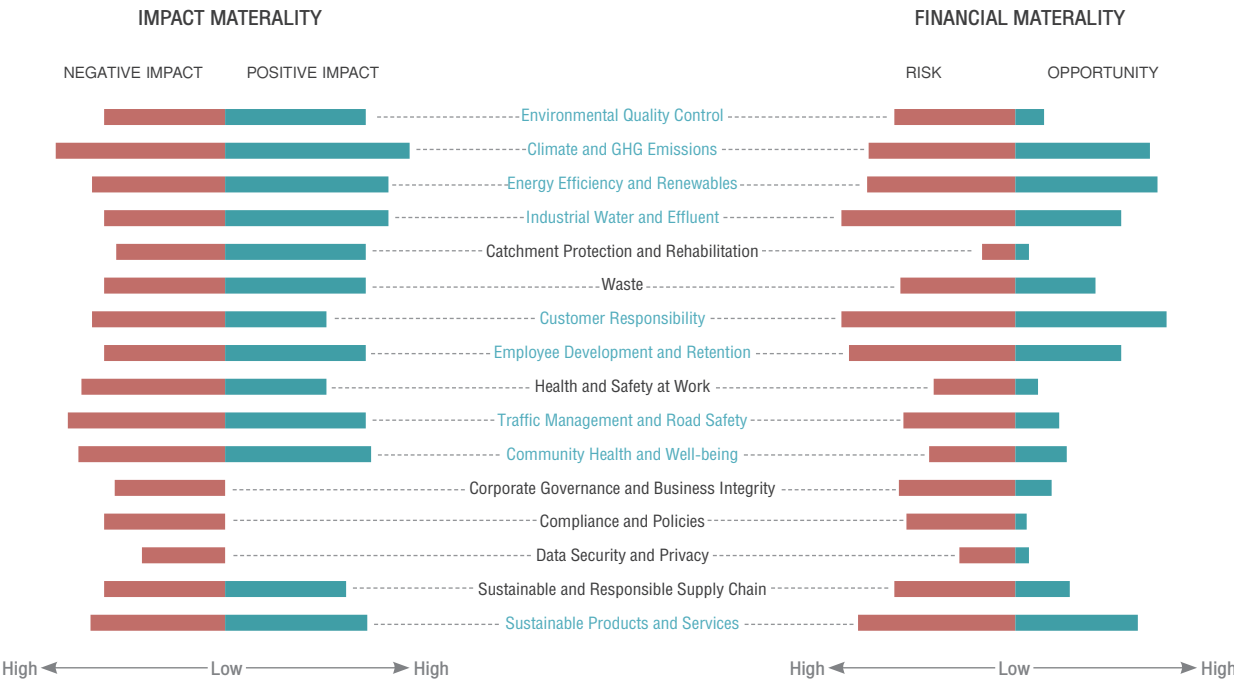 IMPACT MATERALITY
FINANCIAL MATERALITY
NEGATIVE IMPACT
POSITIVE IMPACT
RISK
OPPORTUNITY
Environmental Quality Control
Climate and GHG Emissions
Energy Efficiency and Renewables
Industrial Water and Effluent
Catchment Protection and Rehabilitation
Waste
Customer Responsibility
Employee Development and Retention
Health and Safety at Work
Traffic Management and Road Safety
Community Health and Well-being
Corporate Governance and Business Integrity
Compliance and Policies
Data Security and Privacy
Sustainable and Responsible Supply Chain
Sustainable Products and Services
High
Low
High
High
Low
High